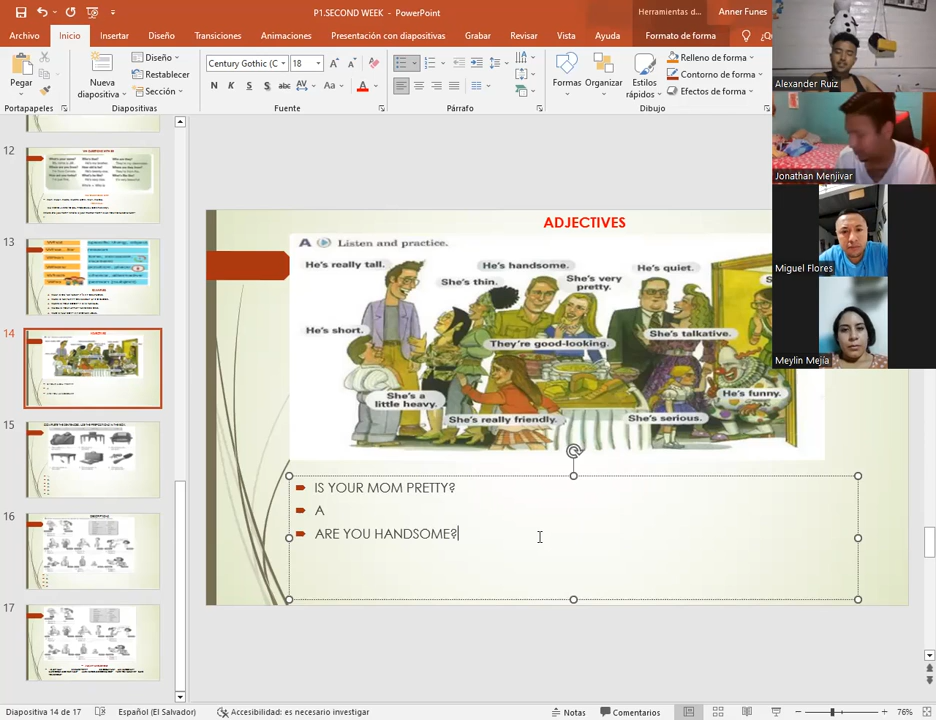 P1.SECOND WEEK - PowerPoint
Herramientas d...
Anner Funes
Archivo Inicio Insertar Diseño Transiciones Animaciones Presentación con diapositivas Grabar Revisar Vista Ayuda Formato de forma
Pegar
Nueva diapositiva
Diseño
Restablecer
Sección
Century Gothic (C 18
N K S abc AV Aa A
Formas
Organizar
Estilos rápidos
Relleno de forma
Contorno de forma
Efectos de forma
Portapapeles Diapositivas Fuente Párrafo Dibujo
Alexander Ruiz
Jonathan Menjivar
Miguel Flores
Meylin Mejía
12
13
14
15
16
17
ADJECTIVES
A Listen and practice.
He's really tall.
He's handsome.
She's thin.
She's very pretty.
He's quiet.
He's short.
They're good-looking.
She's talkative.
She's a little heavy.
She's really friendly.
She's serious.
He's funny.
IS YOUR MOM PRETTY?
A
ARE YOU HANDSOME?
Diapositiva 14 de 17 Español (El Salvador) Accesibilidad: es necesario investigar Notas Comentarios 76%